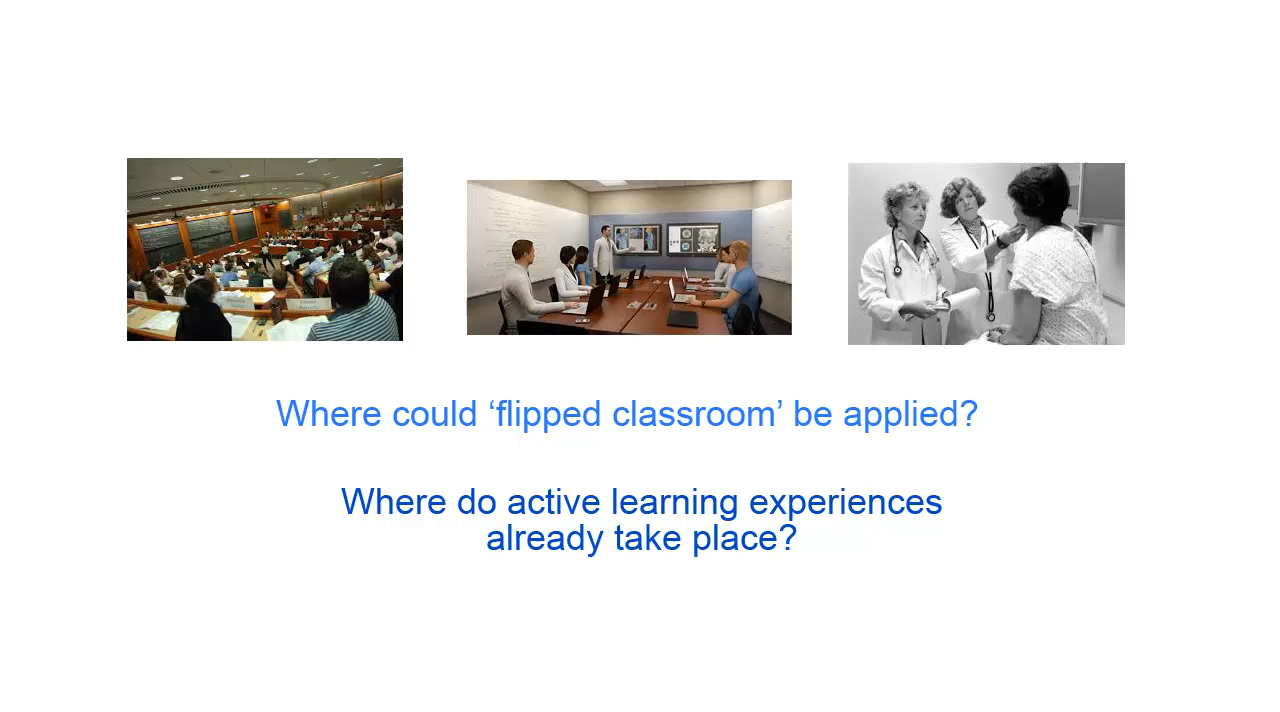 Where could ‘flipped classroom’ be applied?
Where do active learning experiences
already take place?